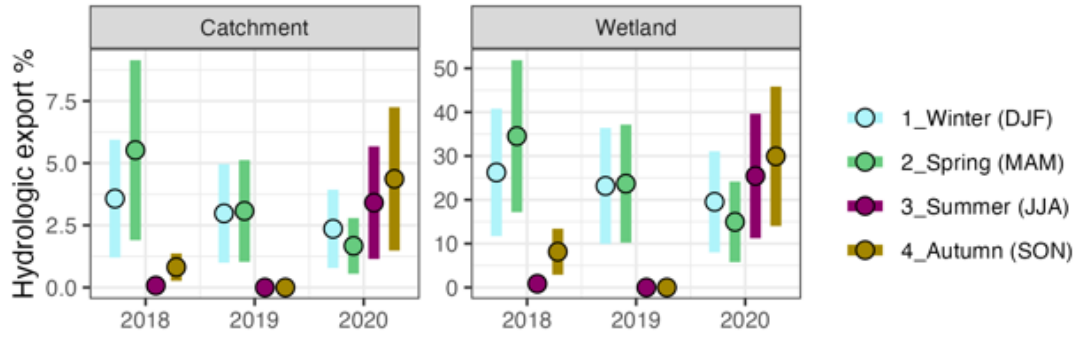 Catchment
Wetland
Hydrologic export %
7.5
5.0
2.5
0.0
50
40
30
20
10
0
2018
2019
2020
2018
2019
2020
1_Winter (DJF)
2_Spring (MAM)
3_Summer (JJA)
4_Autumn (SON)